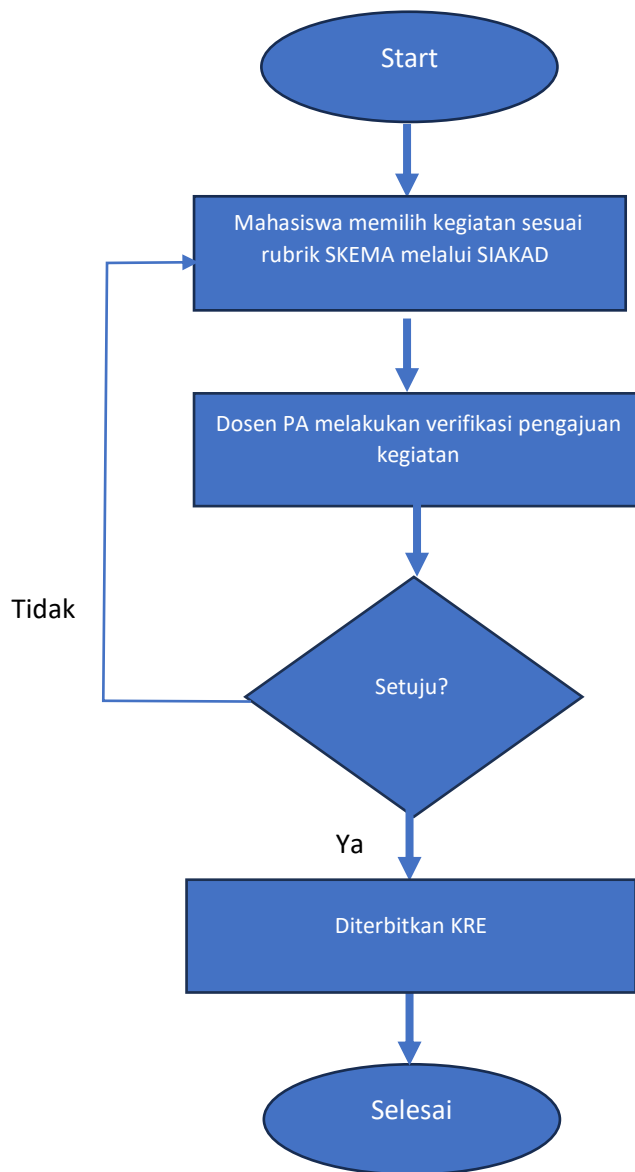 Start
Mahasiswa memilih kegiatan sesuai
rubrik SKEMA melalui SIAKAD
Dosen PA melakukan verifikasi pengajuan
kegiatan
Tidak
Setuju?
Ya
Diterbitkan KRE
Selesai